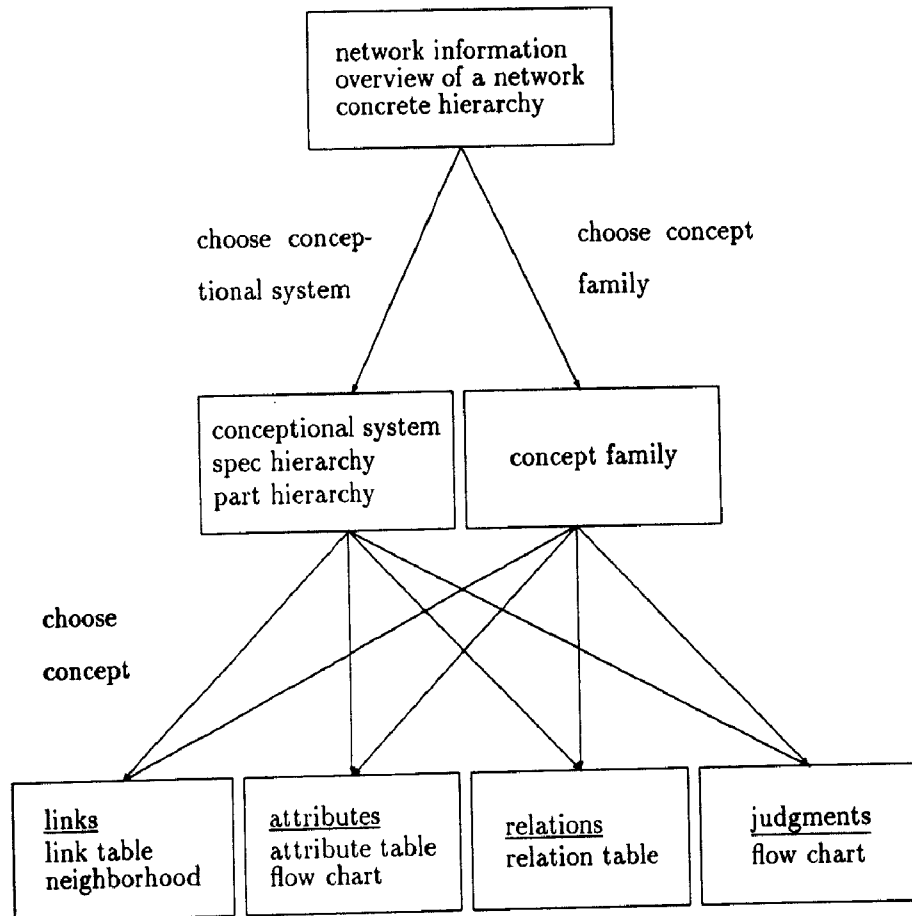 network information
overview of a network
concrete hierarchy
choose concep-
tional system
choose concept
family
conceptional system
spec hierarchy
part hierarchy
concept family
choose
concept
links
link table
neighborhood
attributes
attribute table
flow chart
relations
relation table
judgments
flow chart